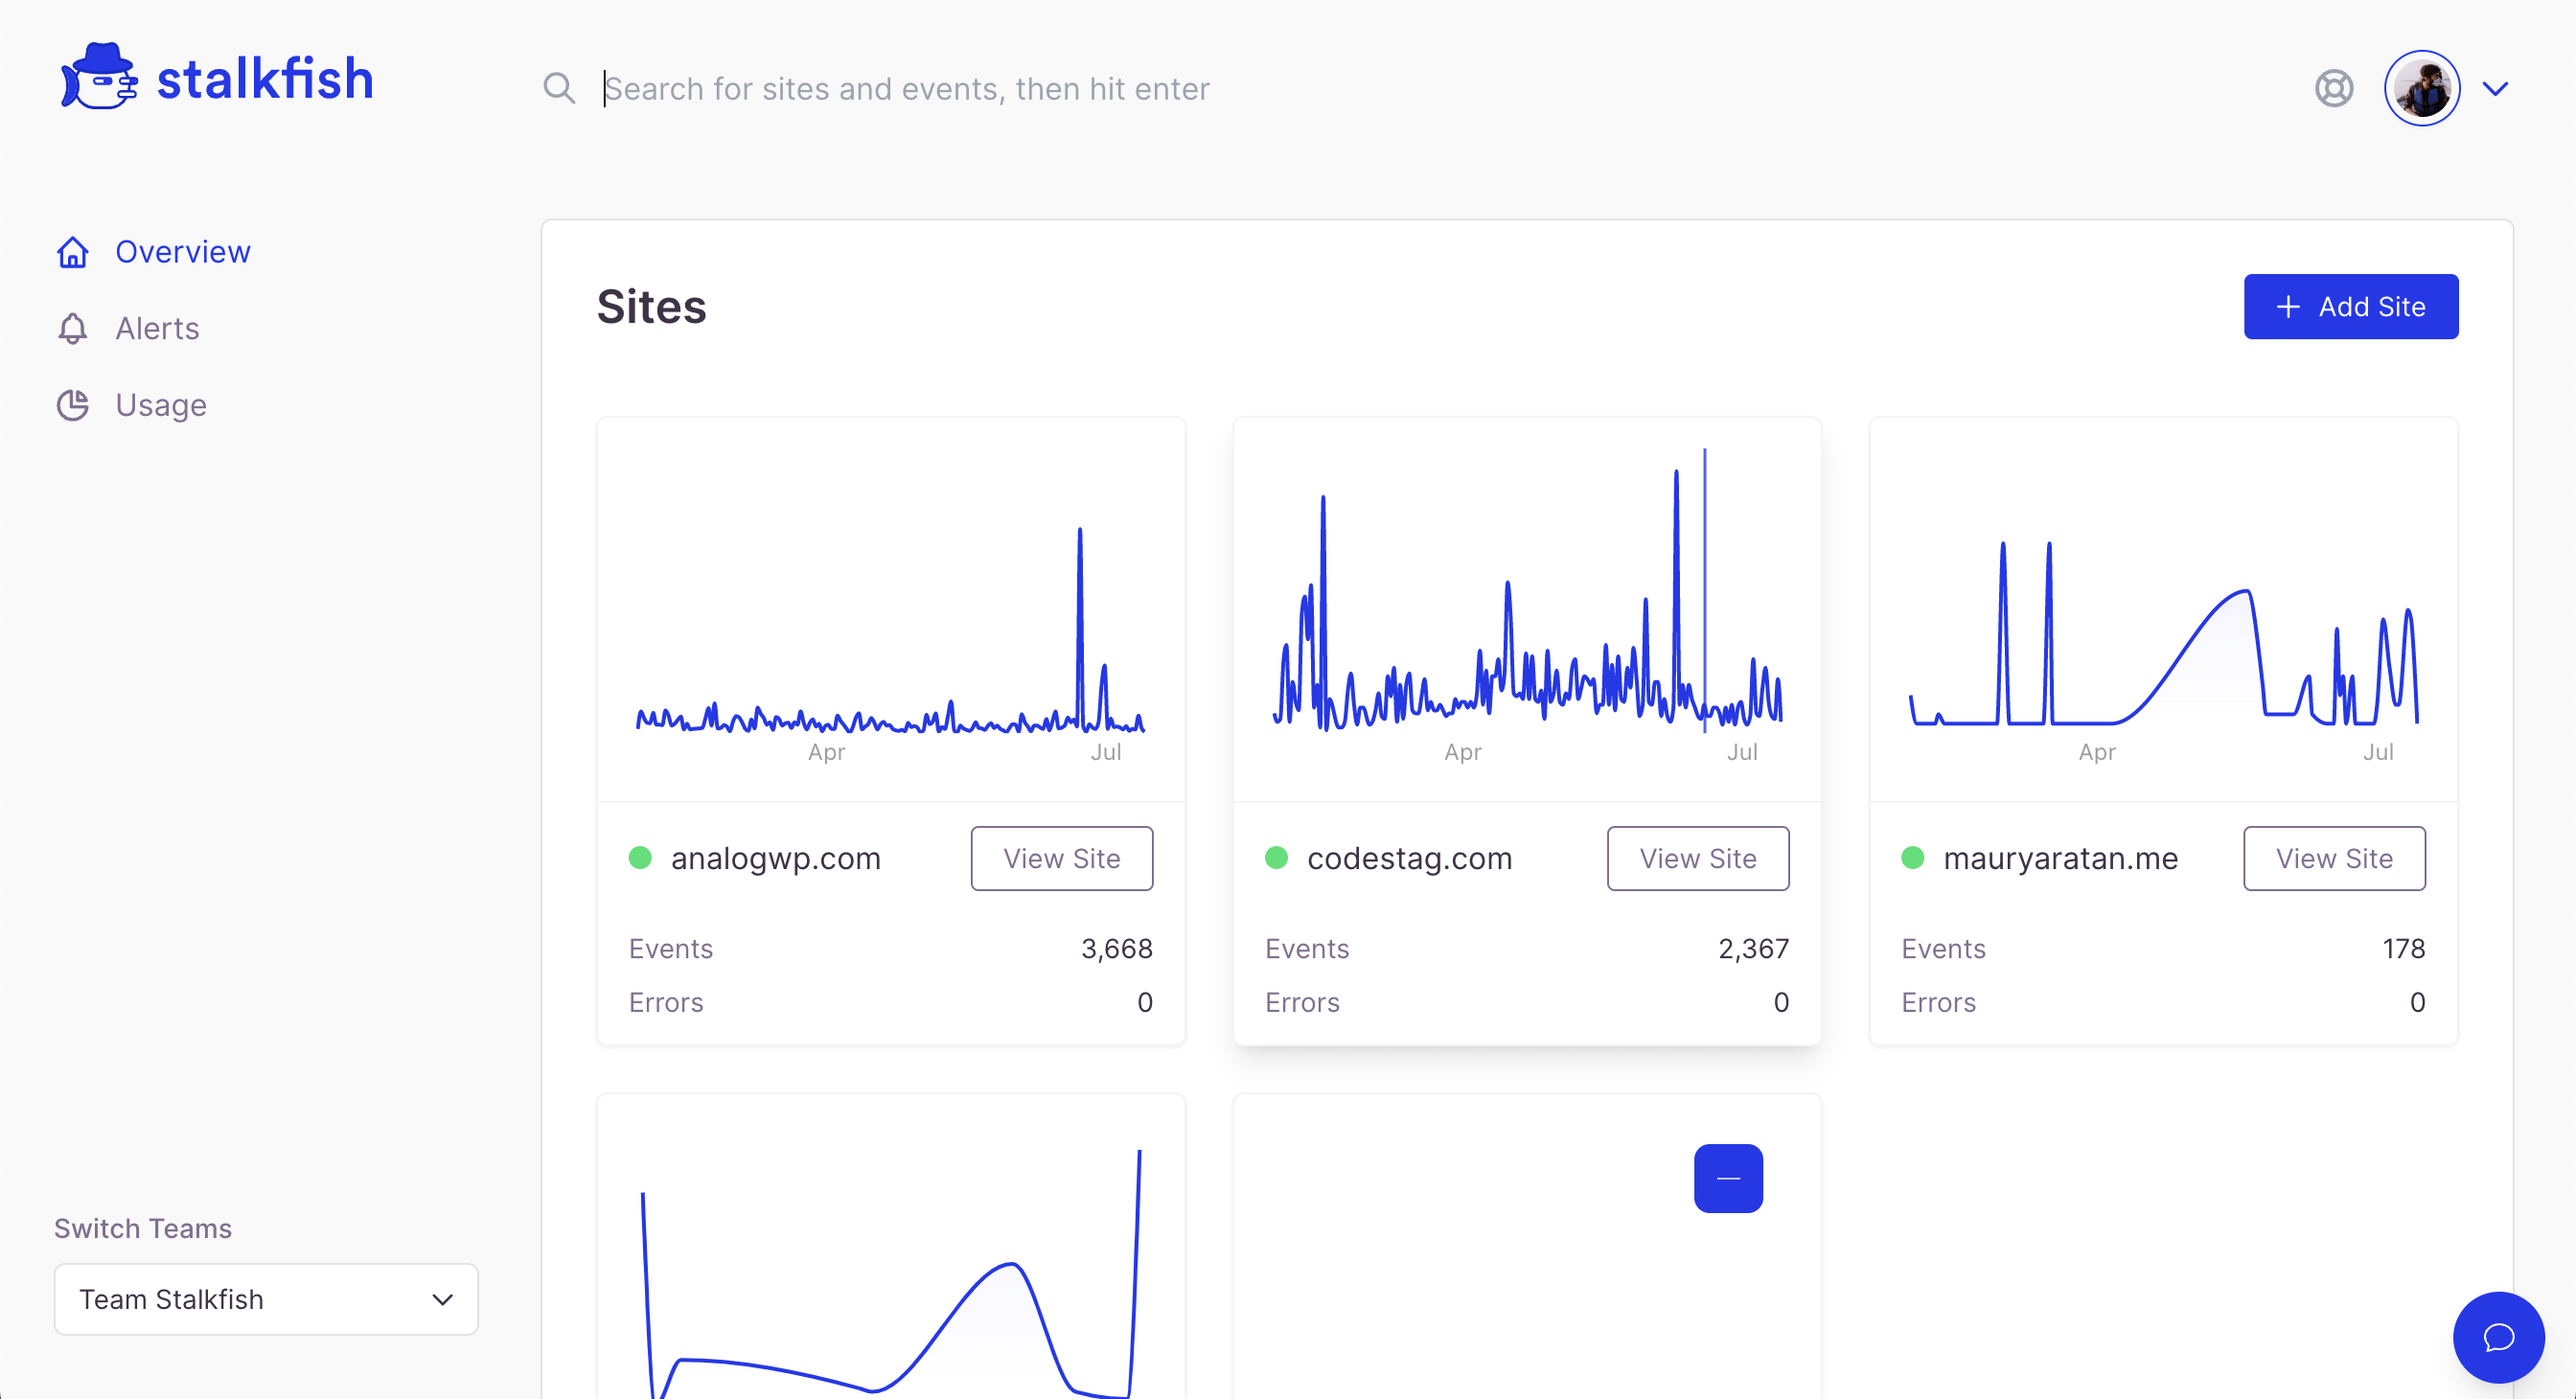 stalkfish
Search for sites and events, then hit enter
Overview
Alerts
Usage
Switch Teams
Team Stalkfish
Sites
+ Add Site
Apr Jul
analogwp.com View Site
Events 3,668
Errors 0
Apr Jul
codestag.com View Site
Events 2,367
Errors 0
Apr Jul
mauryaratan.me View Site
Events 178
Errors 0